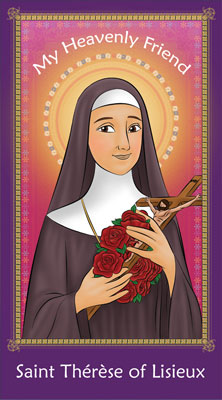 My Heavenly Friend
Saint Thérèse of Lisieux